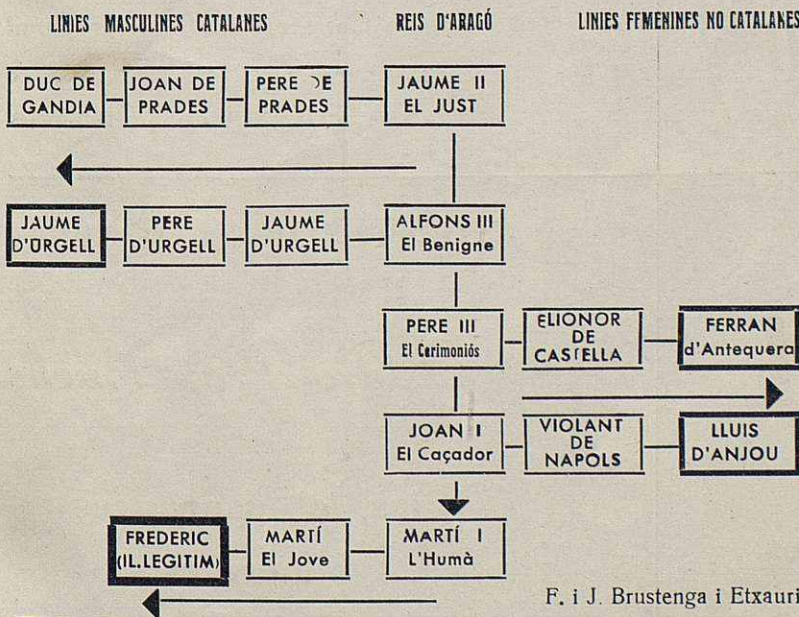 LINIES MASCULINES CATALANES
REIS D'ARAGÓ
LINIES FEMENINES NO CATALANES
DUC DE
GANDIA
JOAN DE
PRADES
PERE DE
PRADES
JAUME II
EL JUST
JAUME
D'URGELL
PERE
D'URGELL
JAUME
D'URGELL
ALFONS III
El Benigne
PERE III
El Cerimoniós
ELIONOR
DE
CASTELLA
FERRAN
d'Antequera
JOAN I
El Caçador
VIOLANT
DE
NAPOLS
LLUIS
D'ANJOU
FREDERIC
(IL.LEGITIM)
MARTÍ
El Jove
MARTÍ I
L'Humà
F. i J. Brustenga i Etxauri